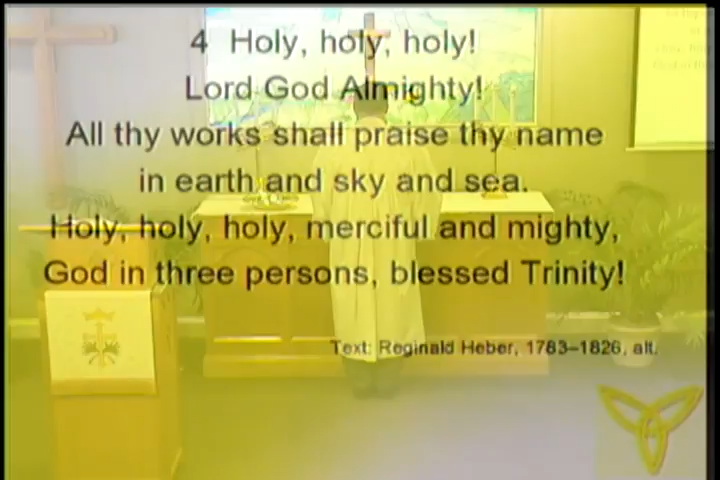 4 Holy, holy, holy!
Lord God Almighty!
All thy works shall praise thy name
in earth and sky and sea.
Holy, holy, holy, merciful and mighty,
God in three persons, blessed Trinity!
Text: Reginald Heber, 1783–1826, alt.